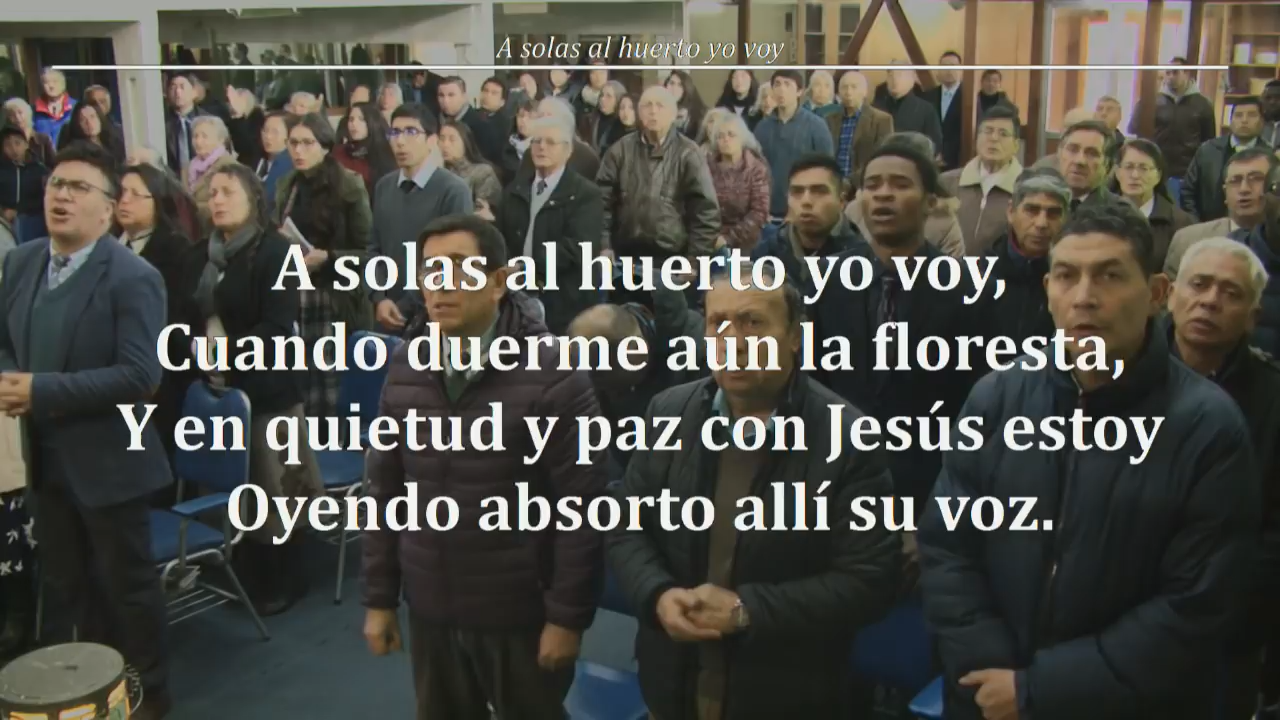 A solas al huerto yo voy
A solas al huerto yo voy,
Cuando duerme aún la floresta,
Y en quietud y paz con Jesús estoy
Oyendo absorto allí su voz.